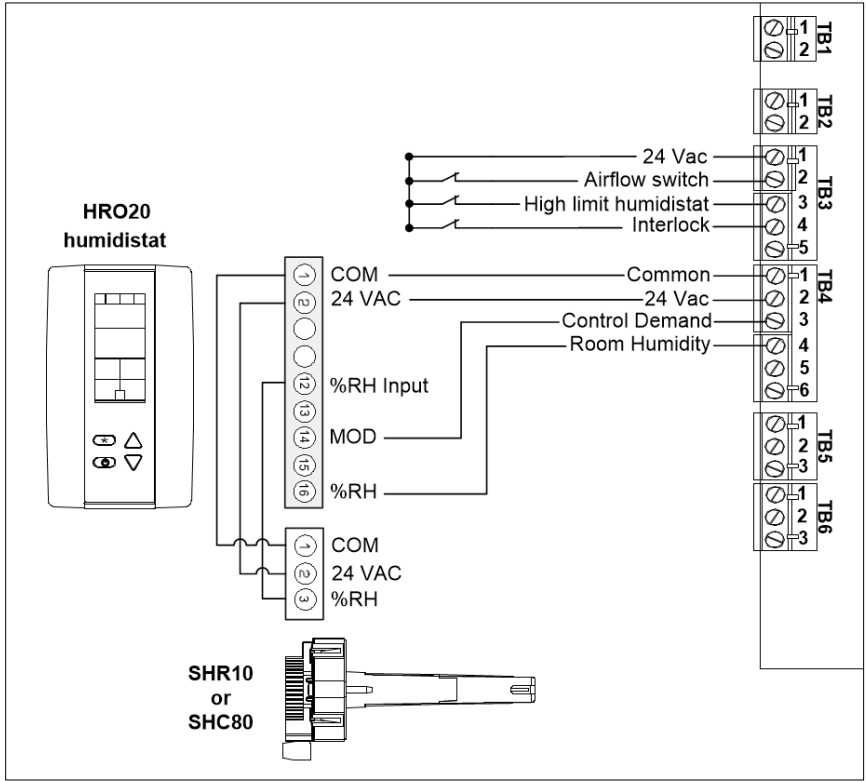 1
2
TB1
1
2
TB2
24 Vac
Airflow switch
High limit humidistat
Interlock
1
2
3
4
5
TB3
HRO20
humidistat
1 COM Common 1
2 24 VAC 24 Vac 2
Control Demand 3
Room Humidity 4
5
6
TB4
12 %RH Input
13
14 MOD
15
16 %RH
1
2
3
TB5
1
2
3
TB6
1 COM
2 24 VAC
3 %RH
SHR10
or
SHC80